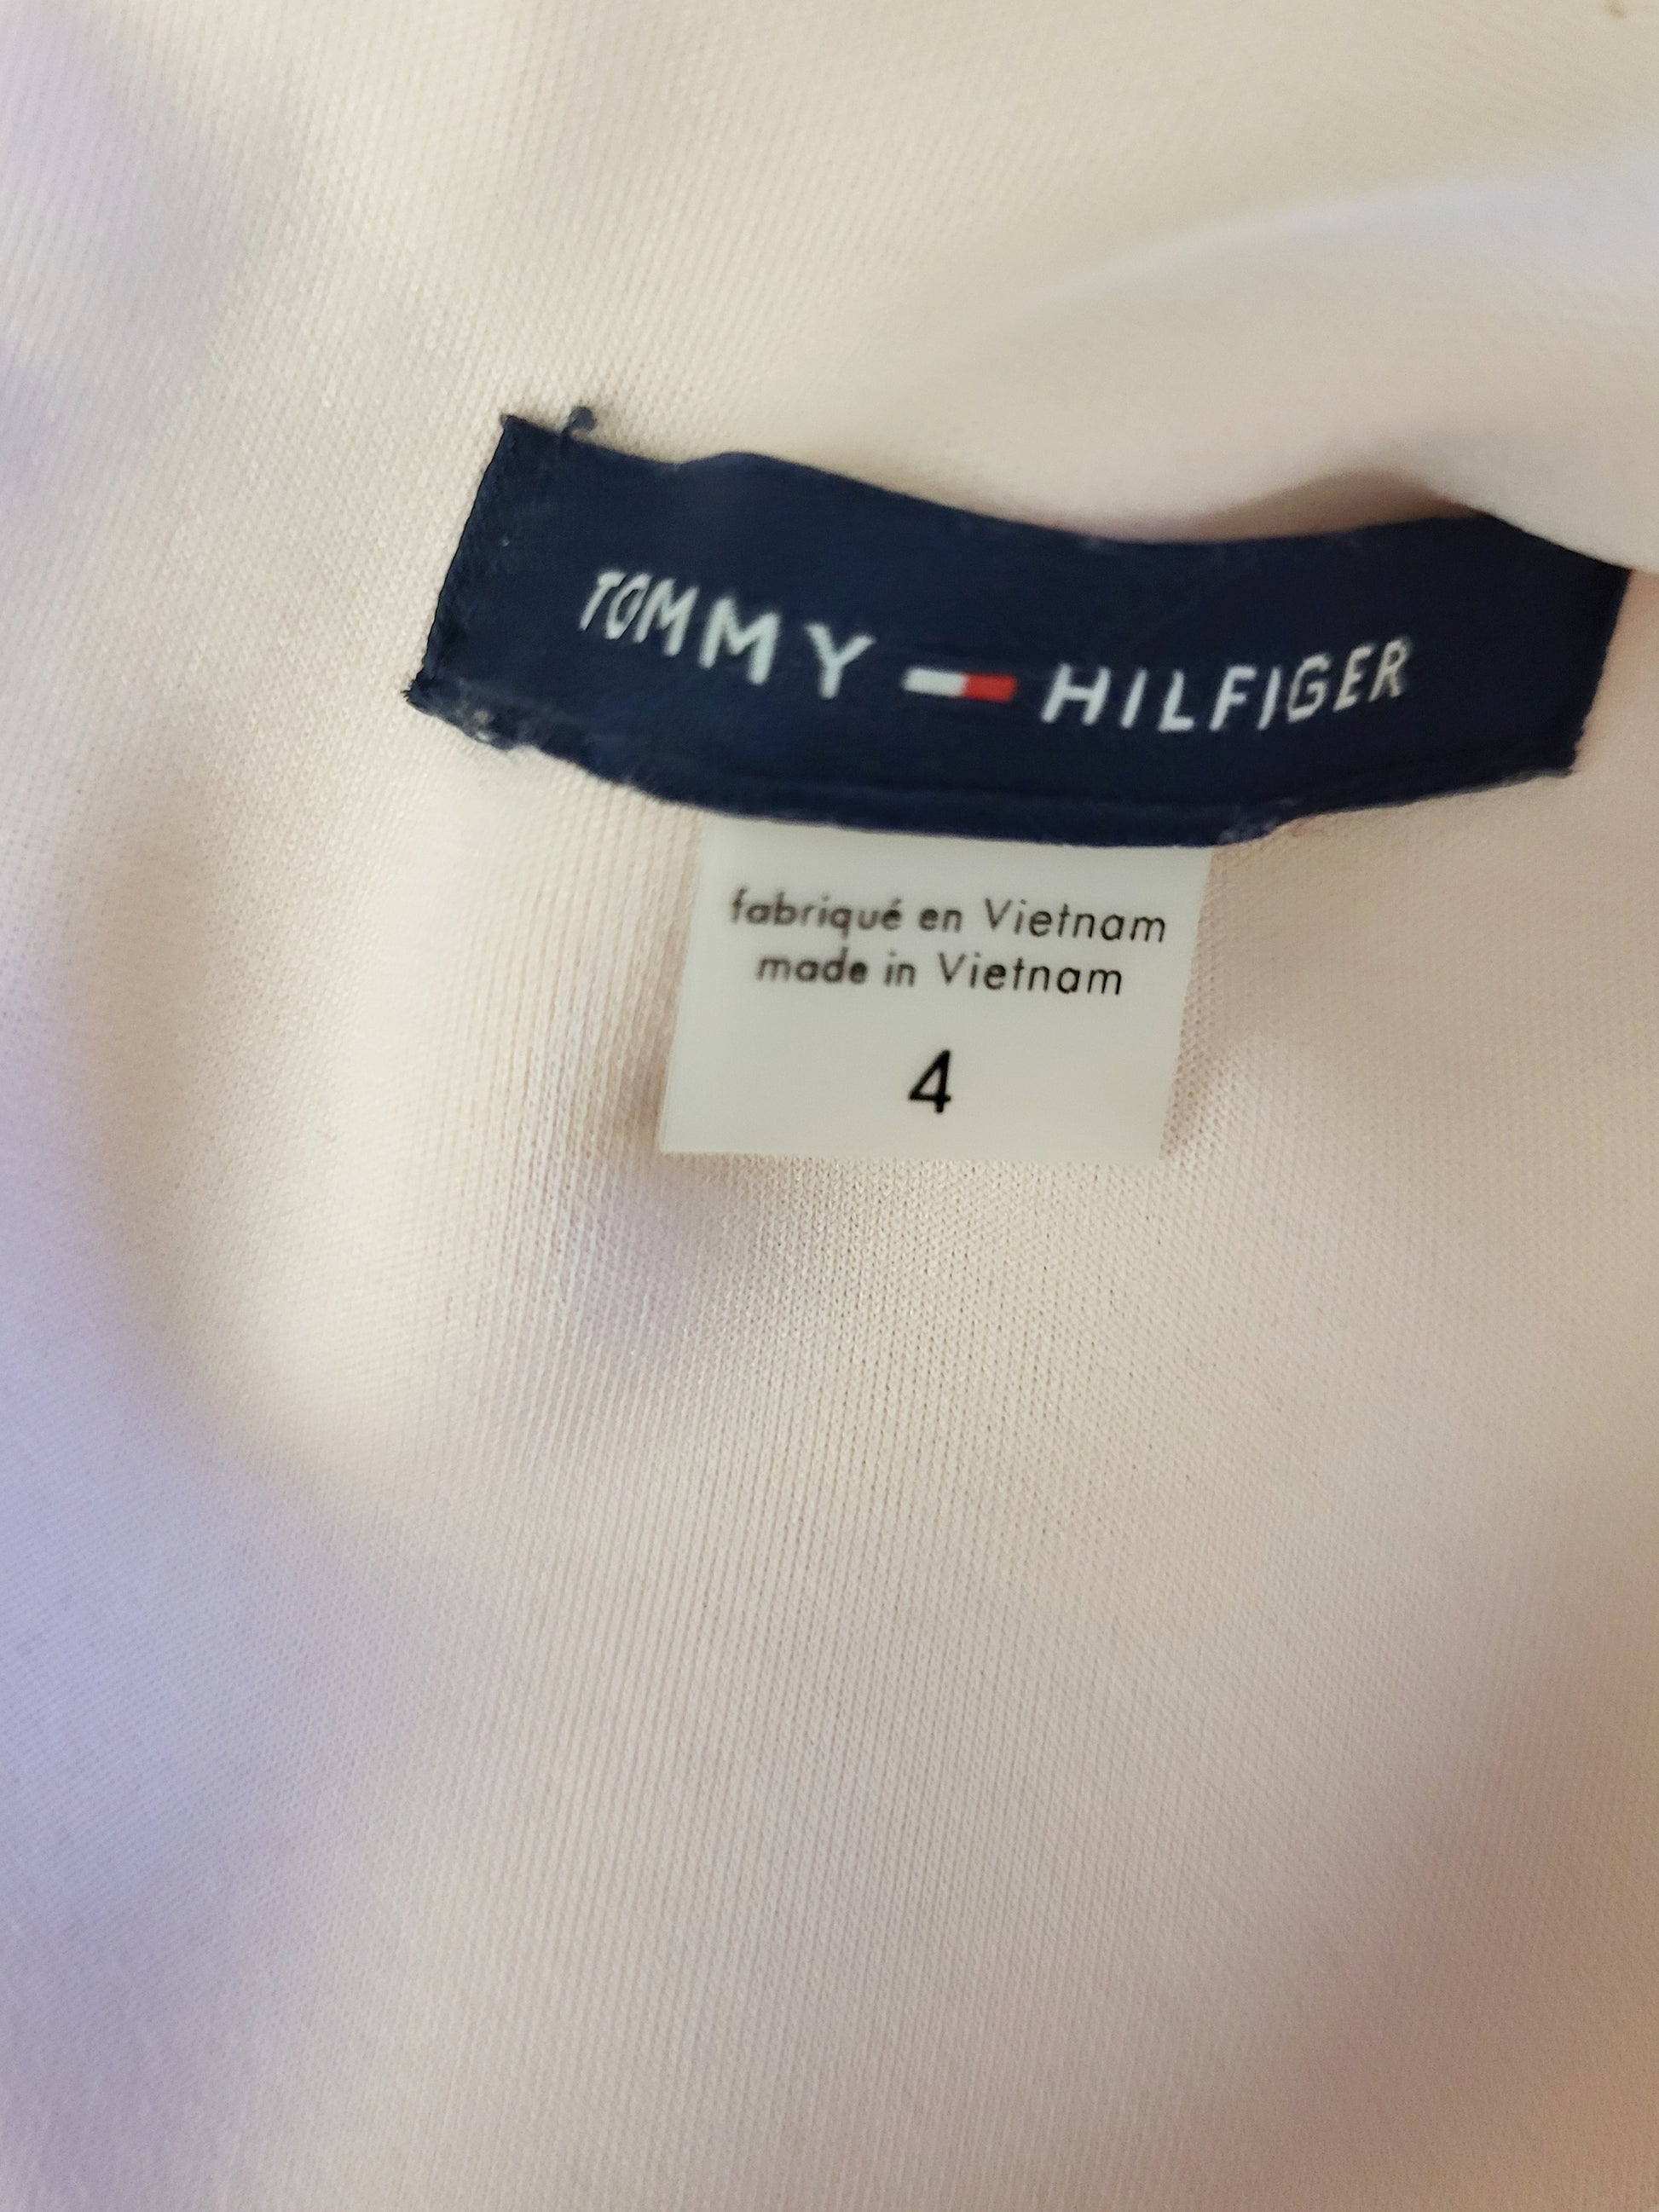 TOMMY HILFIGER
fabriqué en Vietnam
made in Vietnam
4